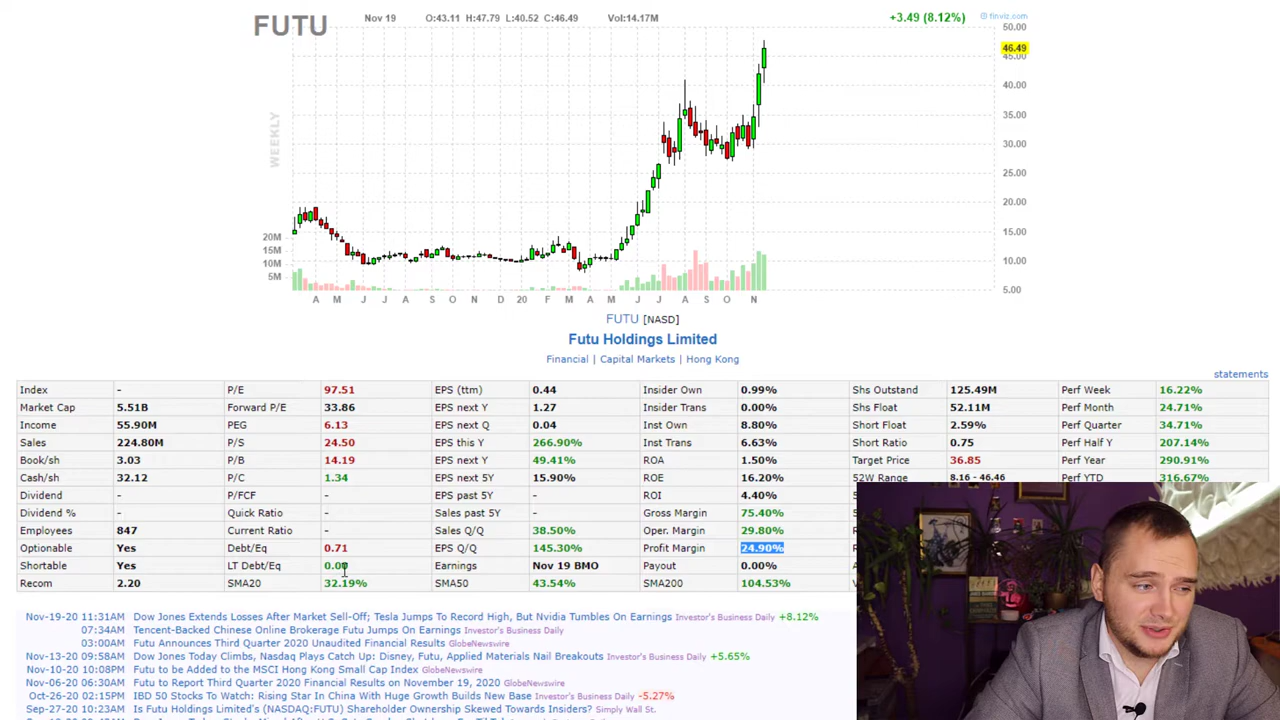 FUTU Nov 19 O:43.11 H:47.79 L:40.52 C:46.49 Vol:14.17M +3.49 (8.12%) © finviz.com
50.00
46.49
45.00
40.00
35.00
30.00
25.00
20.00
15.00
10.00
5.00
WEEKLY
20M
15M
10M
5M
A M J J A S O N D 20 F M A M J J A S O N
FUTU [NASD]
Futu Holdings Limited
Financial | Capital Markets | Hong Kong
statements
Index - P/E 97.51 EPS (ttm) 0.44 Insider Own 0.99% Shs Outstand 125.49M Perf Week 16.22%
Market Cap 5.51B Forward P/E 33.86 EPS next Y 1.27 Insider Trans 0.00% Shs Float 52.11M Perf Month 24.71%
Income 55.90M PEG 6.13 EPS next Q 0.04 Inst Own 8.80% Short Float 2.59% Perf Quarter 34.71%
Sales 224.80M P/S 24.50 EPS this Y 266.90% Inst Trans 6.63% Short Ratio 0.75 Perf Half Y 207.14%
Book/sh 3.03 P/B 14.19 EPS next Y 49.41% ROA 1.50% Target Price 36.85 Perf Year 290.91%
Cash/sh 32.12 P/C 1.34 EPS next 5Y 15.90% ROE 16.20% 52W Range 8.16 - 46.46 Perf YTD 316.67%
Dividend - P/FCF - EPS past 5Y - ROI 4.40%
Dividend % - Quick Ratio - Sales past 5Y - Gross Margin 75.40%
Employees 847 Current Ratio - Sales Q/Q 38.50% Oper. Margin 29.80%
Optionable Yes Debt/Eq 0.71 EPS Q/Q 145.30% Profit Margin 24.90%
Shortable Yes LT Debt/Eq 0.00 Earnings Nov 19 BMO Payout 0.00%
Recom 2.20 SMA20 32.19% SMA50 43.54% SMA200 104.53%
Nov-19-20 11:31AM Dow Jones Extends Losses After Market Sell-Off; Tesla Jumps To Record High, But Nvidia Tumbles On Earnings Investor's Business Daily +8.12%
07:34AM Tencent-Backed Chinese Online Brokerage Futu Jumps On Earnings Investor's Business Daily
03:00AM Futu Announces Third Quarter 2020 Unaudited Financial Results GlobeNewswire
Nov-13-20 09:58AM Dow Jones Today Climbs, Nasdaq Plays Catch Up: Disney, Futu, Applied Materials Nail Breakouts Investor's Business Daily +5.65%
Nov-10-20 10:08PM Futu to be Added to the MSCI Hong Kong Small Cap Index GlobeNewswire
Nov-06-20 06:30AM Futu to Report Third Quarter 2020 Financial Results on November 19, 2020 GlobeNewswire
Oct-26-20 02:15PM IBD 50 Stocks To Watch: Rising Star In China With Huge Growth Builds New Base Investor's Business Daily -5.27%
Sep-27-20 10:03AM Is Futu Holdings Limited's (NASDAQ:FUTU) Shareholder Ownership Skewed Towards Insiders? Simply Wall St.